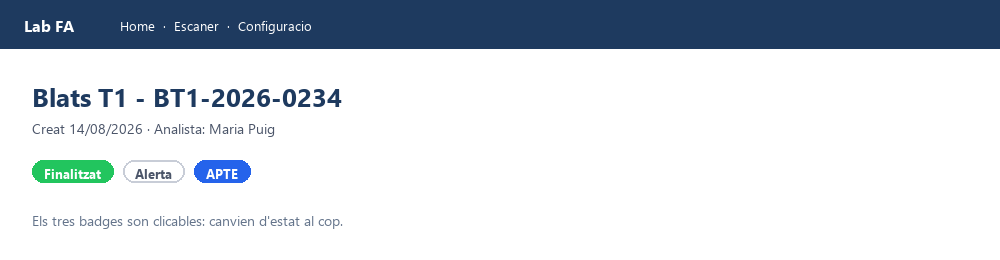 Lab FA Home · Escaner · Configuracio
Blats T1 - BT1-2026-0234
Creat 14/08/2026 · Analista: Maria Puig
Finalitzat Alerta APTE
Els tres badges son clicables: canvien d'estat al cop.